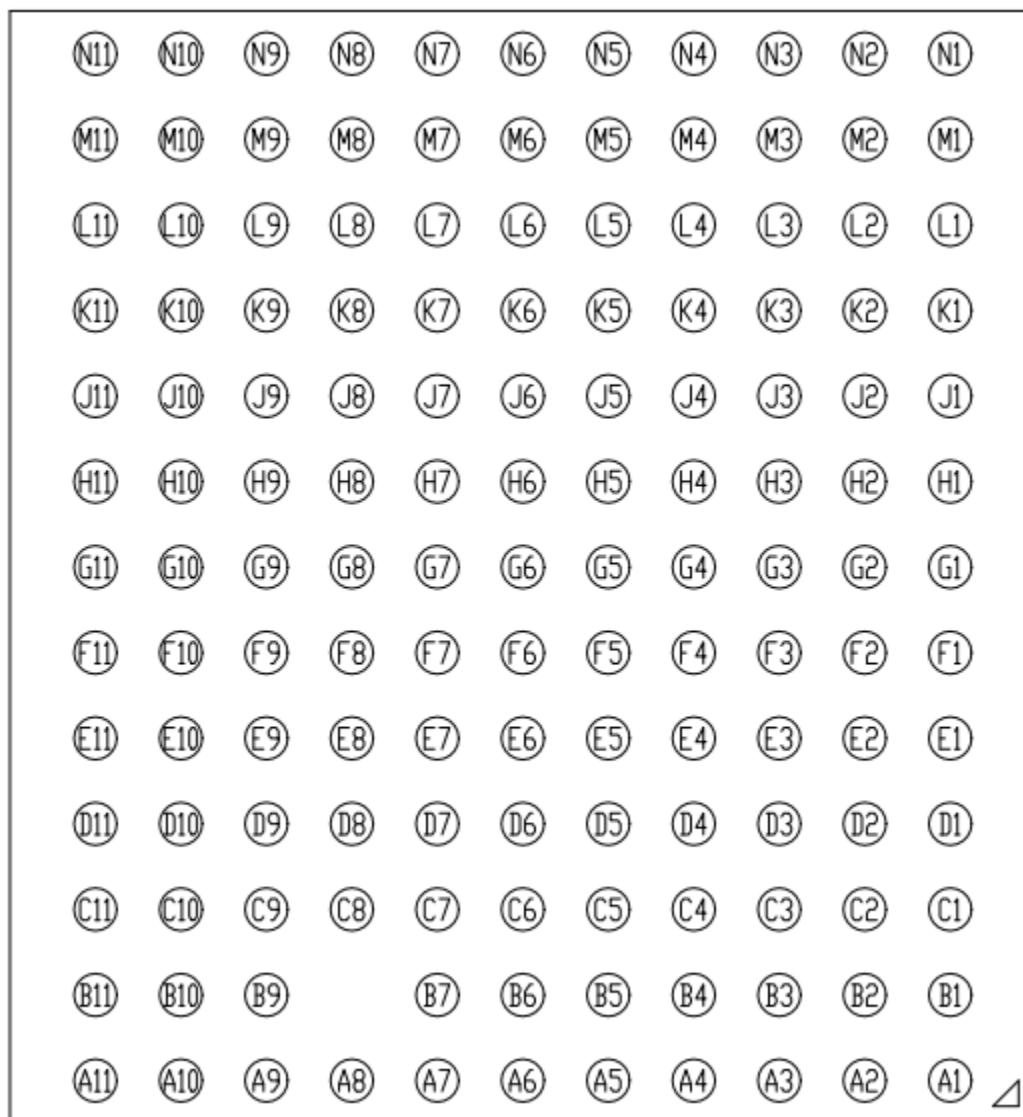 N11 N10 N9 N8 N7 N6 N5 N4 N3 N2 N1
M11 M10 M9 M8 M7 M6 M5 M4 M3 M2 M1
L11 L10 L9 L8 L7 L6 L5 L4 L3 L2 L1
K11 K10 K9 K8 K7 K6 K5 K4 K3 K2 K1
J11 J10 J9 J8 J7 J6 J5 J4 J3 J2 J1
H11 H10 H9 H8 H7 H6 H5 H4 H3 H2 H1
G11 G10 G9 G8 G7 G6 G5 G4 G3 G2 G1
F11 F10 F9 F8 F7 F6 F5 F4 F3 F2 F1
E11 E10 E9 E8 E7 E6 E5 E4 E3 E2 E1
D11 D10 D9 D8 D7 D6 D5 D4 D3 D2 D1
C11 C10 C9 C8 C7 C6 C5 C4 C3 C2 C1
B11 B10 B9 B7 B6 B5 B4 B3 B2 B1
A11 A10 A9 A8 A7 A6 A5 A4 A3 A2 A1